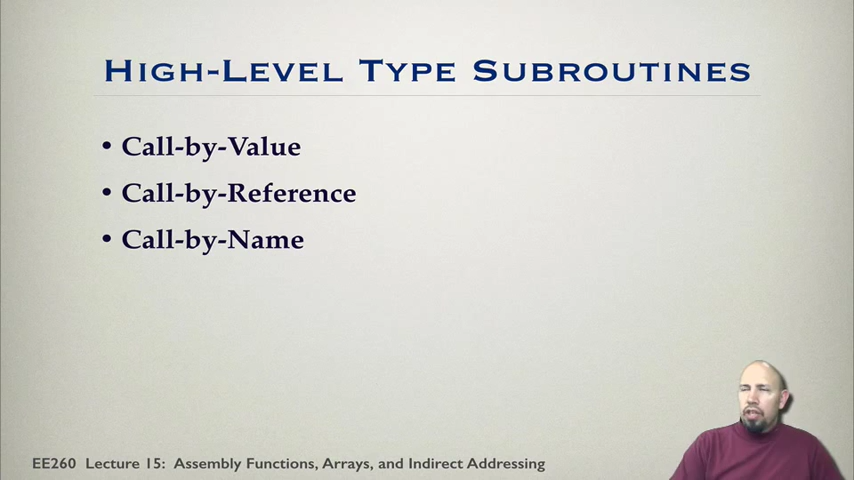 High-Level Type Subroutines
• Call-by-Value
• Call-by-Reference
• Call-by-Name
EE260 Lecture 15: Assembly Functions, Arrays, and Indirect Addressing